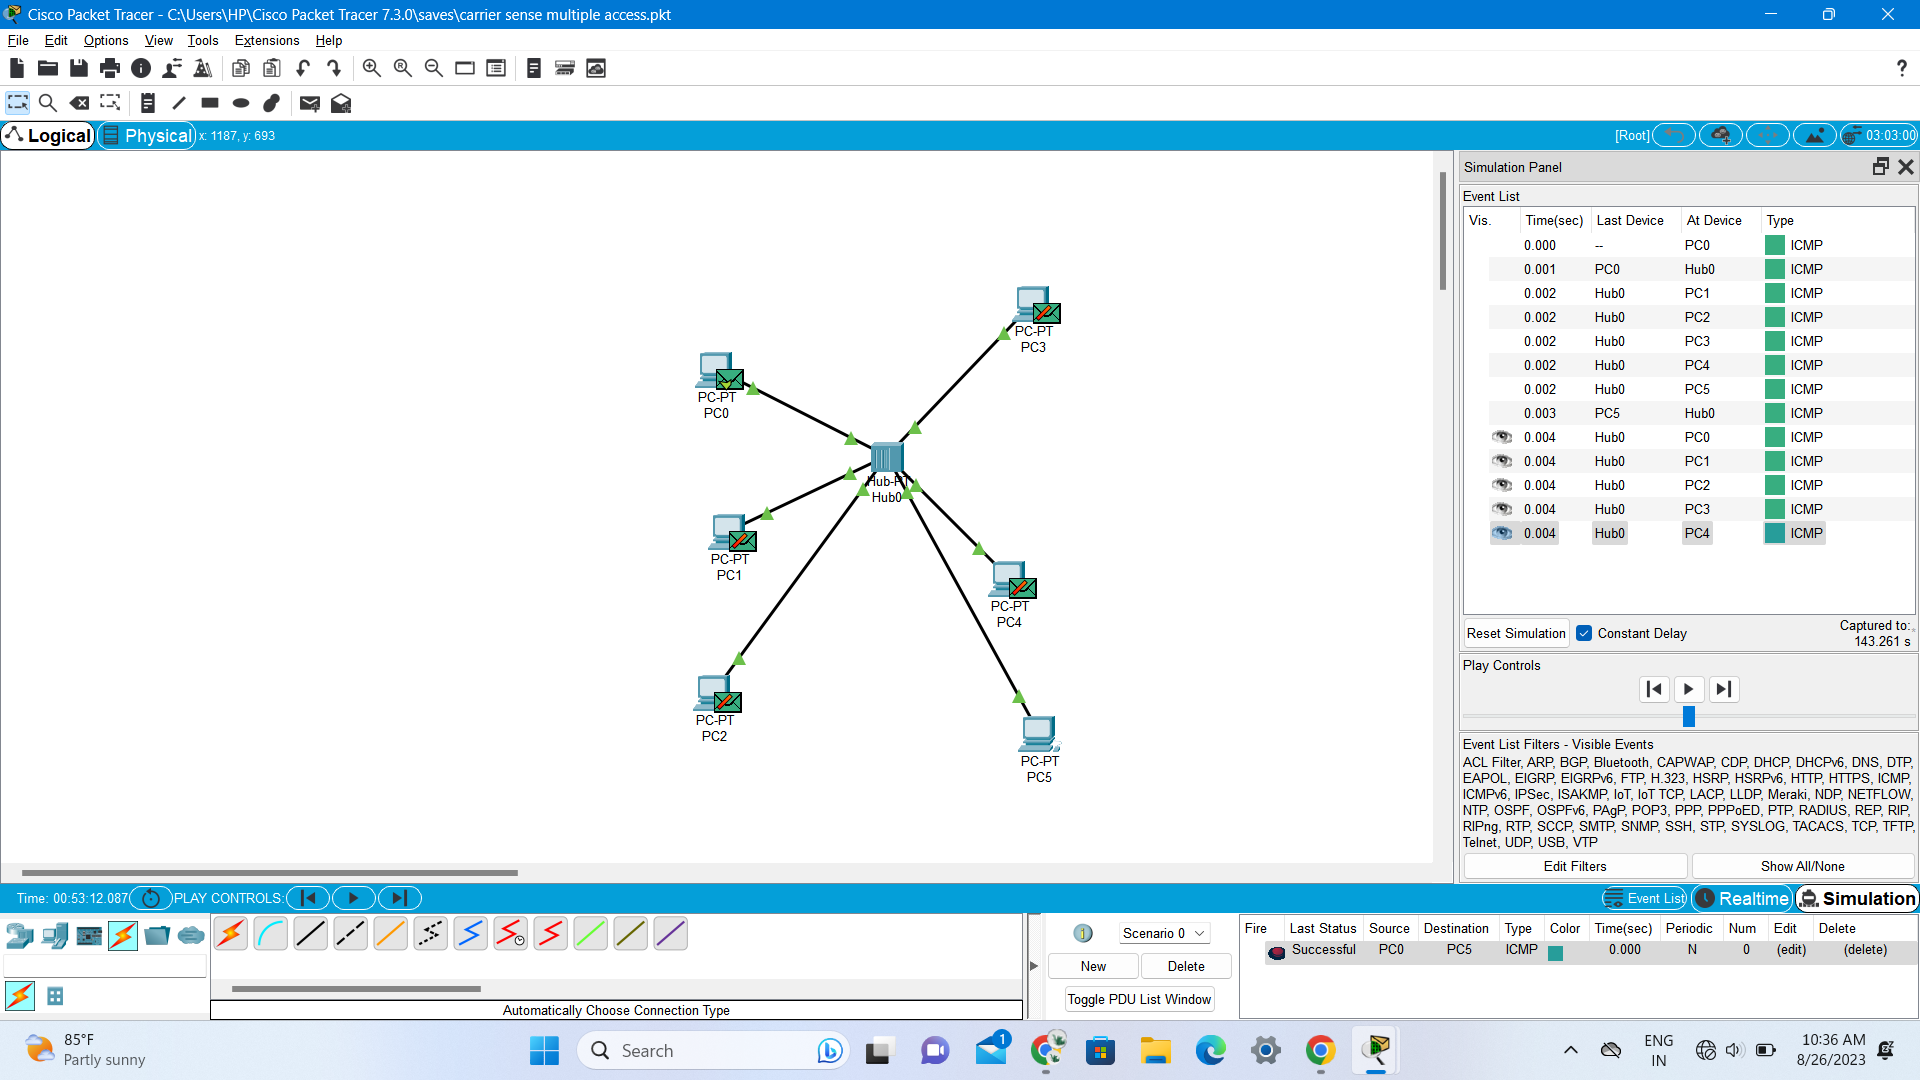 Cisco Packet Tracer - C:\Users\HP\Cisco Packet Tracer 7.3.0\saves\carrier sense multiple access.pkt
File Edit Options View Tools Extensions Help
?
Logical Physical x: 1187, y: 693 [Root] 03:03:00
PC-PT
PC3
PC-PT
PC0
Hub-PT
Hub0
PC-PT
PC1
PC-PT
PC4
PC-PT
PC2
PC-PT
PC5
Simulation Panel
Event List
Vis. Time(sec) Last Device At Device Type
0.000 -- PC0 ICMP
0.001 PC0 Hub0 ICMP
0.002 Hub0 PC1 ICMP
0.002 Hub0 PC2 ICMP
0.002 Hub0 PC3 ICMP
0.002 Hub0 PC4 ICMP
0.002 Hub0 PC5 ICMP
0.003 PC5 Hub0 ICMP
0.004 Hub0 PC0 ICMP
0.004 Hub0 PC1 ICMP
0.004 Hub0 PC2 ICMP
0.004 Hub0 PC3 ICMP
0.004 Hub0 PC4 ICMP
Reset Simulation Constant Delay Captured to:
143.261 s
Play Controls
Event List Filters - Visible Events
ACL Filter, ARP, BGP, Bluetooth, CAPWAP, CDP, DHCP, DHCPv6, DNS, DTP,
EAPOL, EIGRP, EIGRPv6, FTP, H.323, HSRP, HSRPv6, HTTP, HTTPS, ICMP,
ICMPv6, IPSec, ISAKMP, IoT, IoT TCP, LACP, LLDP, Meraki, NDP, NETFLOW,
NTP, OSPF, OSPFv6, PAgP, POP3, PPP, PPPoED, PTP, RADIUS, REP, RIP,
RIPng, RTP, SCCP, SMTP, SNMP, SSH, STP, SYSLOG, TACACS, TCP, TFTP,
Telnet, UDP, USB, VTP
Edit Filters Show All/None
Time: 00:53:12.087 PLAY CONTROLS: Event List Realtime Simulation
Automatically Choose Connection Type
Scenario 0
New Delete
Toggle PDU List Window
Fire Last Status Source Destination Type Color Time(sec) Periodic Num Edit Delete
Successful PC0 PC5 ICMP 0.000 N 0 (edit) (delete)
85°F
Partly sunny
Search
1
ENG
IN
10:36 AM
8/26/2023